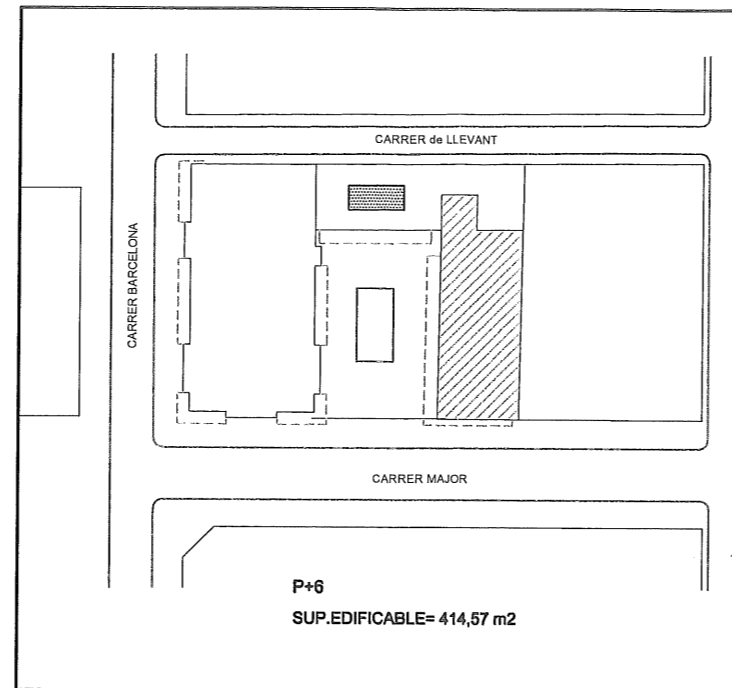 CARRER de LLEVANT
CARRER BARCELONA
CARRER MAJOR
P+6
SUP.EDIFICABLE= 414,57 m2